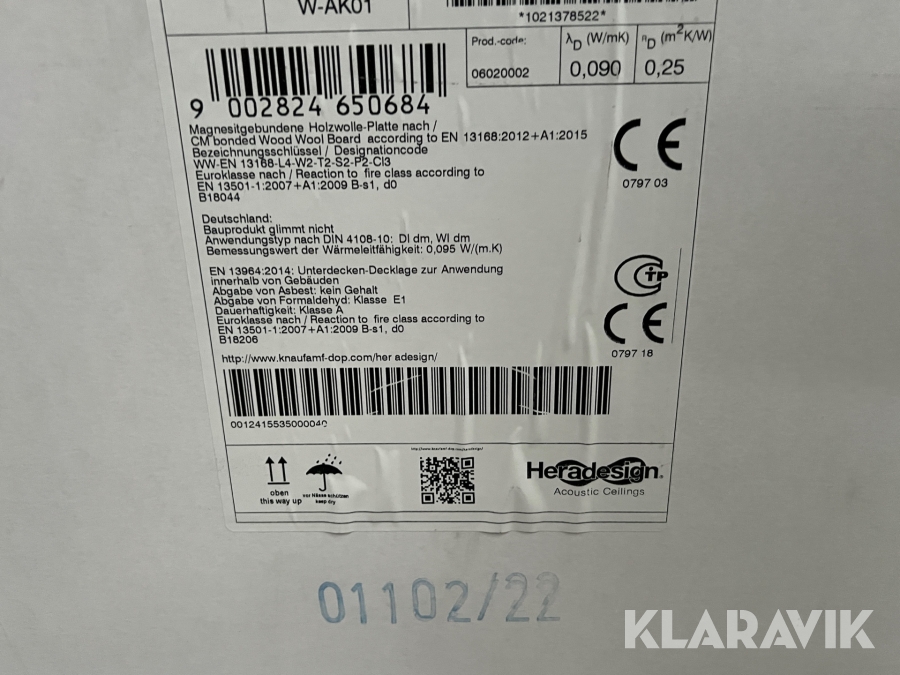 W-AK01
*1021378522*
Prod.-code:
06020002
λD (W/mK)
0,090
RD (m²K/W)
0,25
9 002824 650684
Magnesitgebundene Holzwolle-Platte nach /
CM bonded Wood Wool Board according to EN 13168:2012+A1:2015
Bezeichnungsschlüssel / Designationcode
WW-EN 13168-L4-W2-T2-S2-P2-Cl3
Euroklasse nach / Reaction to fire class according to
EN 13501-1:2007+A1:2009 B-s1, d0
B18044
CE
0797 03
Deutschland:
Bauprodukt glimmt nicht
Anwendungstyp nach DIN 4108-10: DI dm, WI dm
Bemessungswert der Wärmeleitfähigkeit: 0,095 W/(m.K)
EN 13964:2014: Unterdecken-Decklage zur Anwendung
innerhalb von Gebäuden
Abgabe von Asbest: kein Gehalt
Abgabe von Formaldehyd: Klasse E1
Dauerhaftigkeit: Klasse A
Euroklasse nach / Reaction to fire class according to
EN 13501-1:2007+A1:2009 B-s1, d0
B18206
CE
0797 18
http://www.knaufamf-dop.com/her adesign/
0012415535000040
oben
this way up
vor Nässe schützen
keep dry
Heradesign®
Acoustic Ceilings
01102/22
KLARAVIK